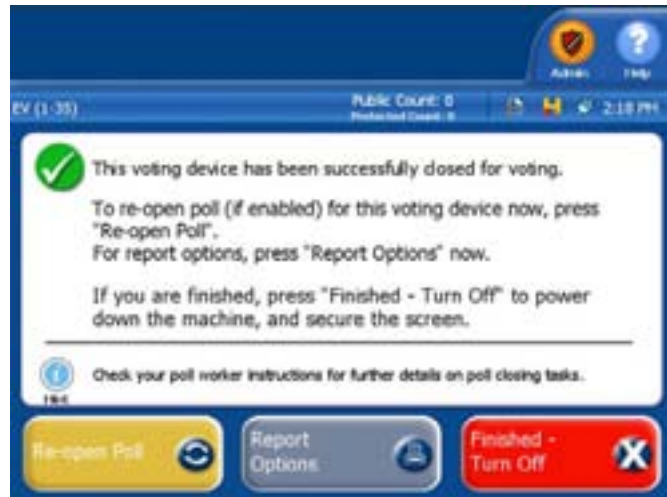 Admin
Help
EV (1-35)
Public Count: 0
Protected Count: 0
2:18 PM
This voting device has been successfully closed for voting.
To re-open poll (if enabled) for this voting device now, press
"Re-open Poll".
For report options, press "Report Options" now.
If you are finished, press "Finished - Turn Off" to power
down the machine, and secure the screen.
Hint
Check your poll worker instructions for further details on poll closing tasks.
Re-open Poll
Report
Options
Finished -
Turn Off